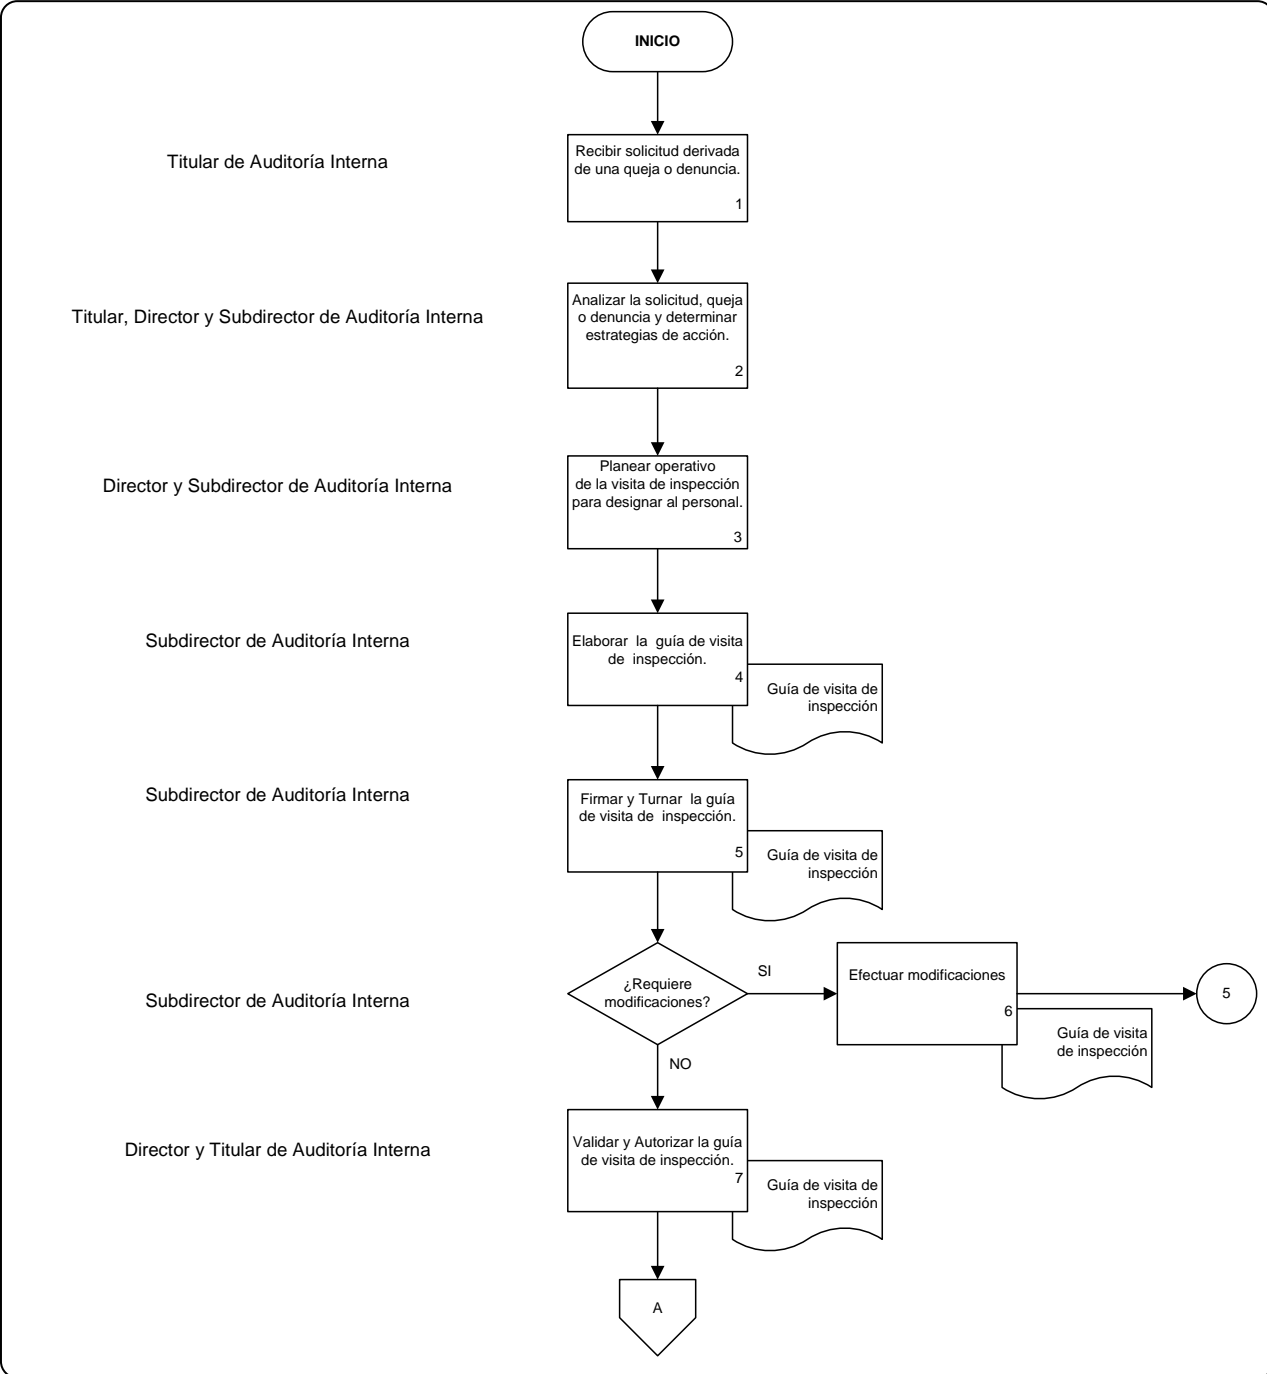 INICIO
Titular de Auditoría Interna
Recibir solicitud derivada
de una queja o denuncia.
1
Titular, Director y Subdirector de Auditoría Interna
Analizar la solicitud, queja
o denuncia y determinar
estrategias de acción.
2
Director y Subdirector de Auditoría Interna
Planear operativo
de la visita de inspección
para designar al personal.
3
Subdirector de Auditoría Interna
Elaborar la guía de visita
de inspección.
4
Guía de visita de
inspección
Subdirector de Auditoría Interna
Firmar y Turnar la guía
de visita de inspección.
5
Guía de visita de
inspección
Subdirector de Auditoría Interna
¿Requiere
modificaciones?
SI
Efectuar modificaciones
6
5
Guía de visita
de inspección
NO
Director y Titular de Auditoría Interna
Validar y Autorizar la guía
de visita de inspección.
7
Guía de visita de
inspección
A